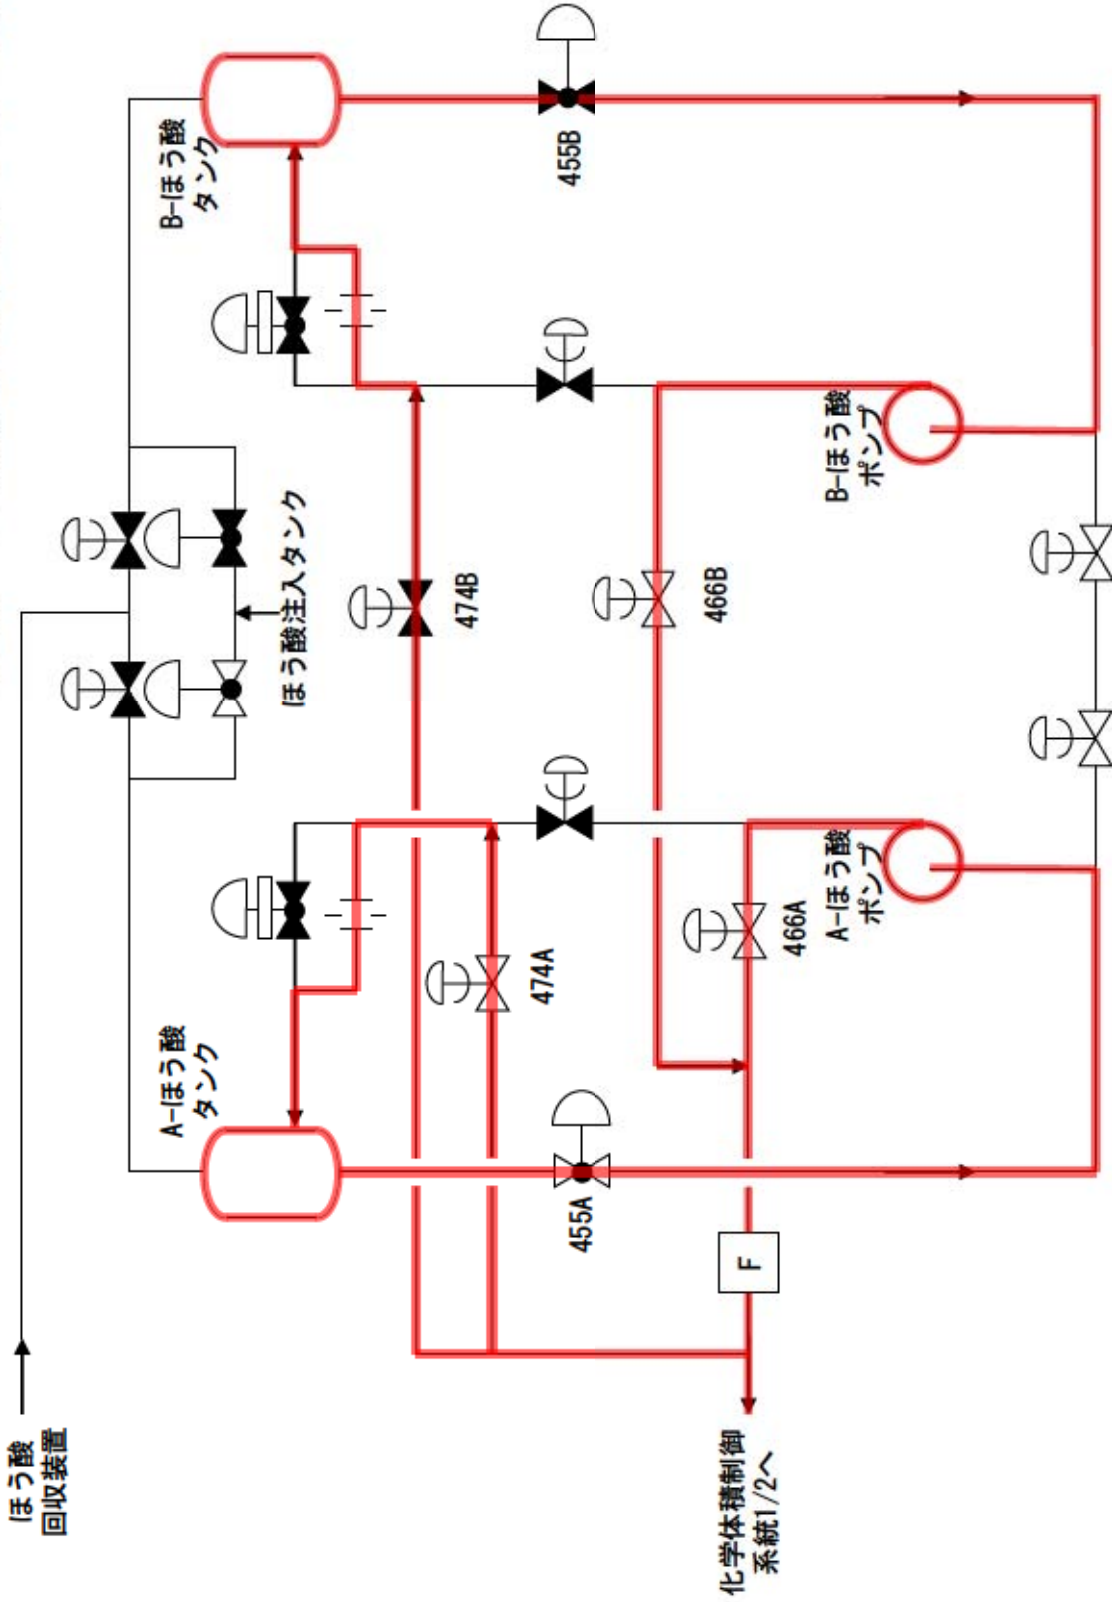 ほう酸
回収装置
A-ほう酸
タンク
B-ほう酸
タンク
ほう酸注入タンク
474A
474B
455A
455B
466A
466B
A-ほう酸
ポンプ
B-ほう酸
ポンプ
F
化学体積制御
系統1/2へ